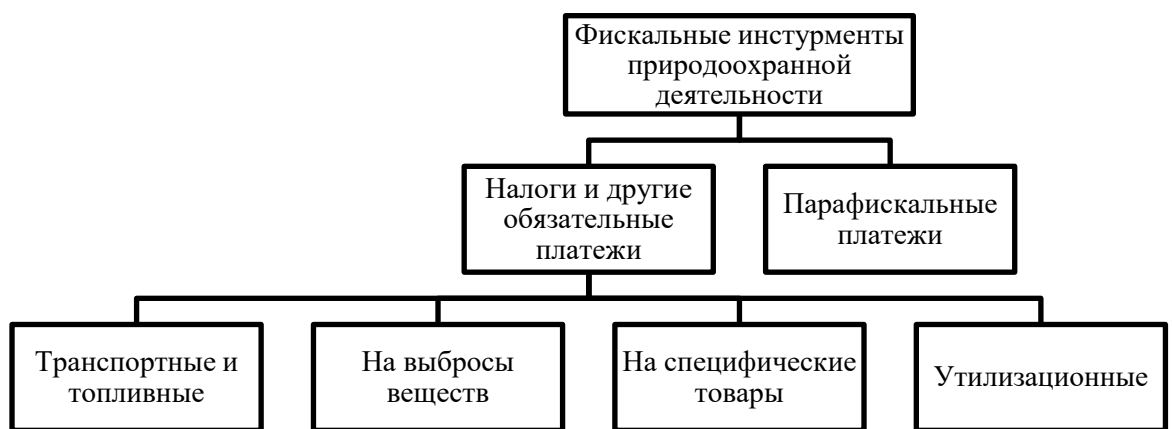 Фискальные инстурменты
природоохранной
деятельности
Налоги и другие
обязательные
платежи
Парафискальные
платежи
Транспортные и
топливные
На выбросы
веществ
На специфические
товары
Утилизационные